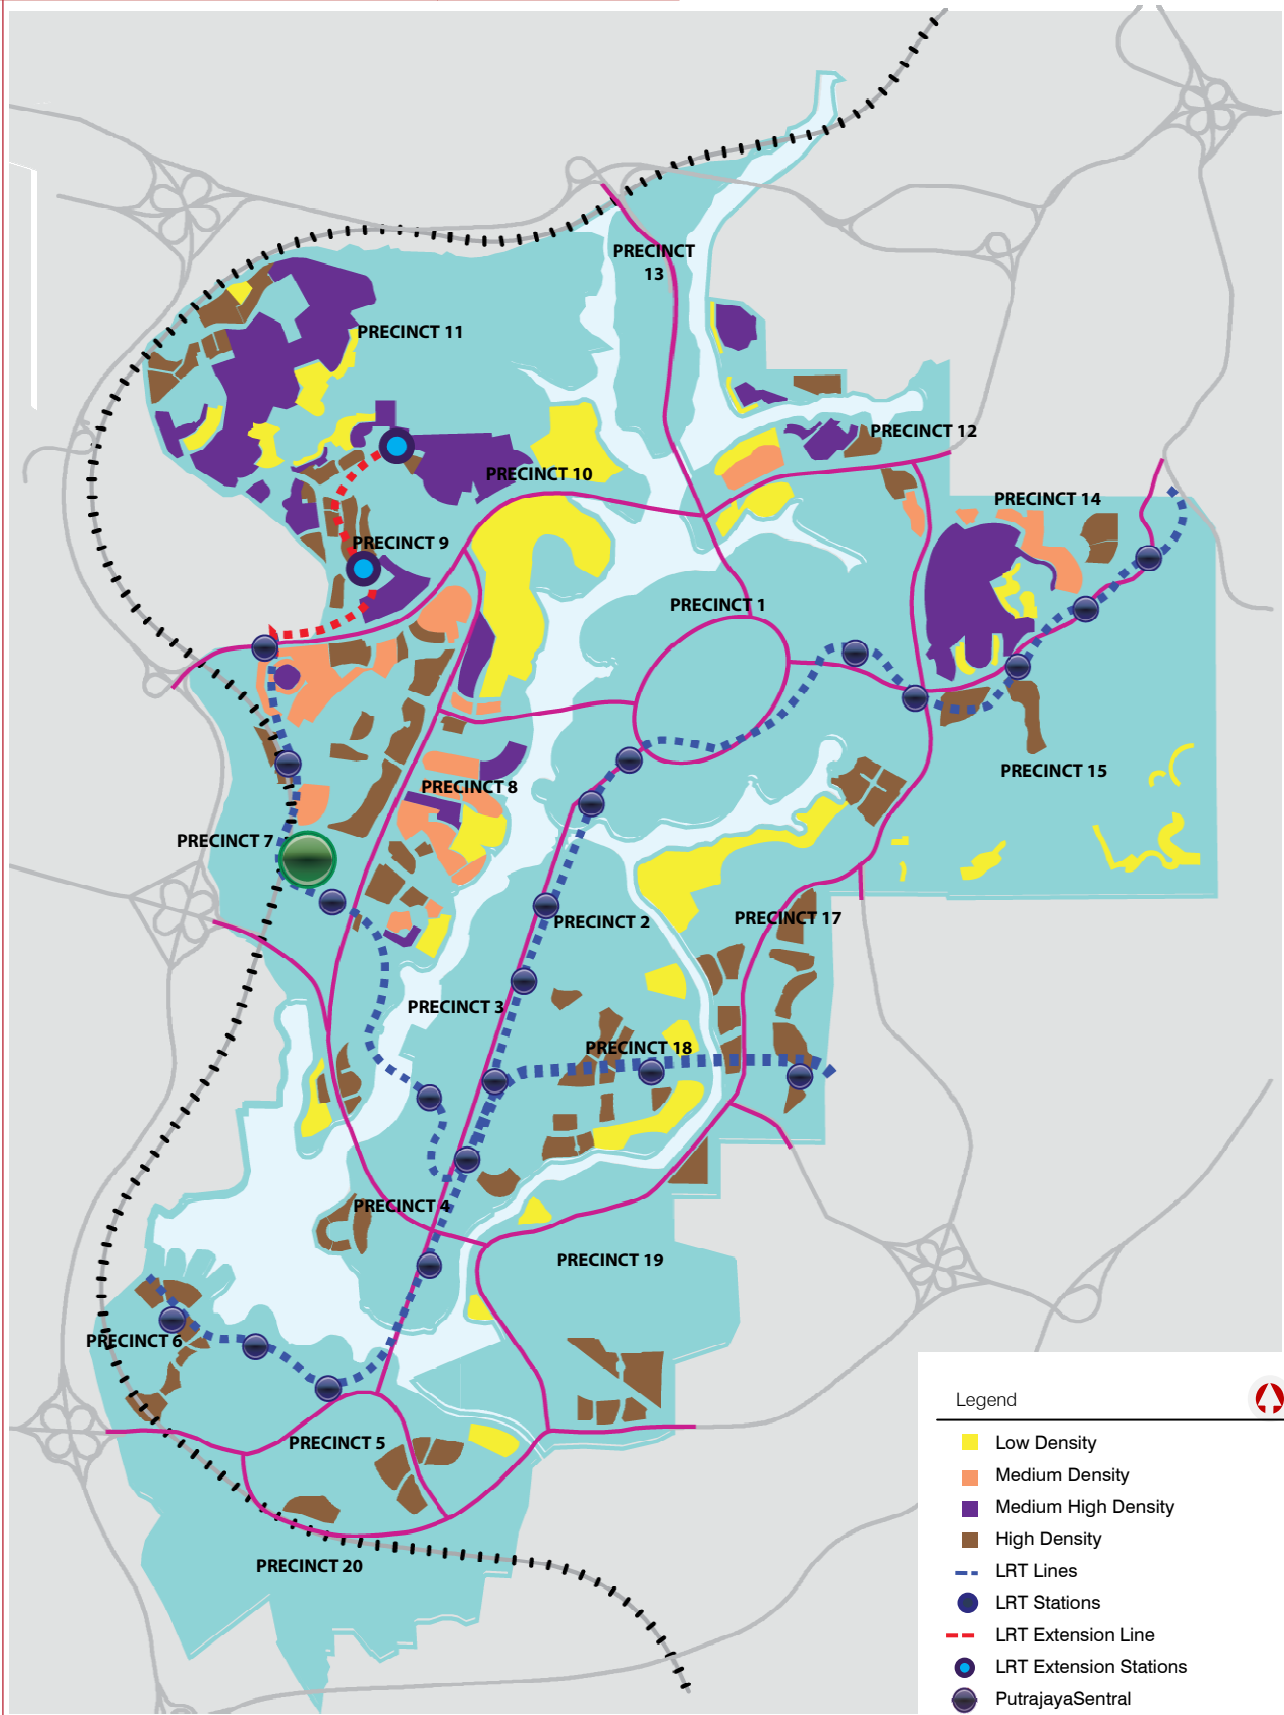 PRECINCT
13
PRECINCT 11
PRECINCT 12
PRECINCT 10
PRECINCT 14
PRECINCT 9
PRECINCT 1
PRECINCT 15
PRECINCT 8
PRECINCT 7
PRECINCT 17
PRECINCT 2
PRECINCT 3
PRECINCT 18
PRECINCT 4
PRECINCT 19
PRECINCT 6
PRECINCT 5
PRECINCT 20
Legend
Low Density
Medium Density
Medium High Density
High Density
LRT Lines
LRT Stations
LRT Extension Line
LRT Extension Stations
PutrajayaSentral